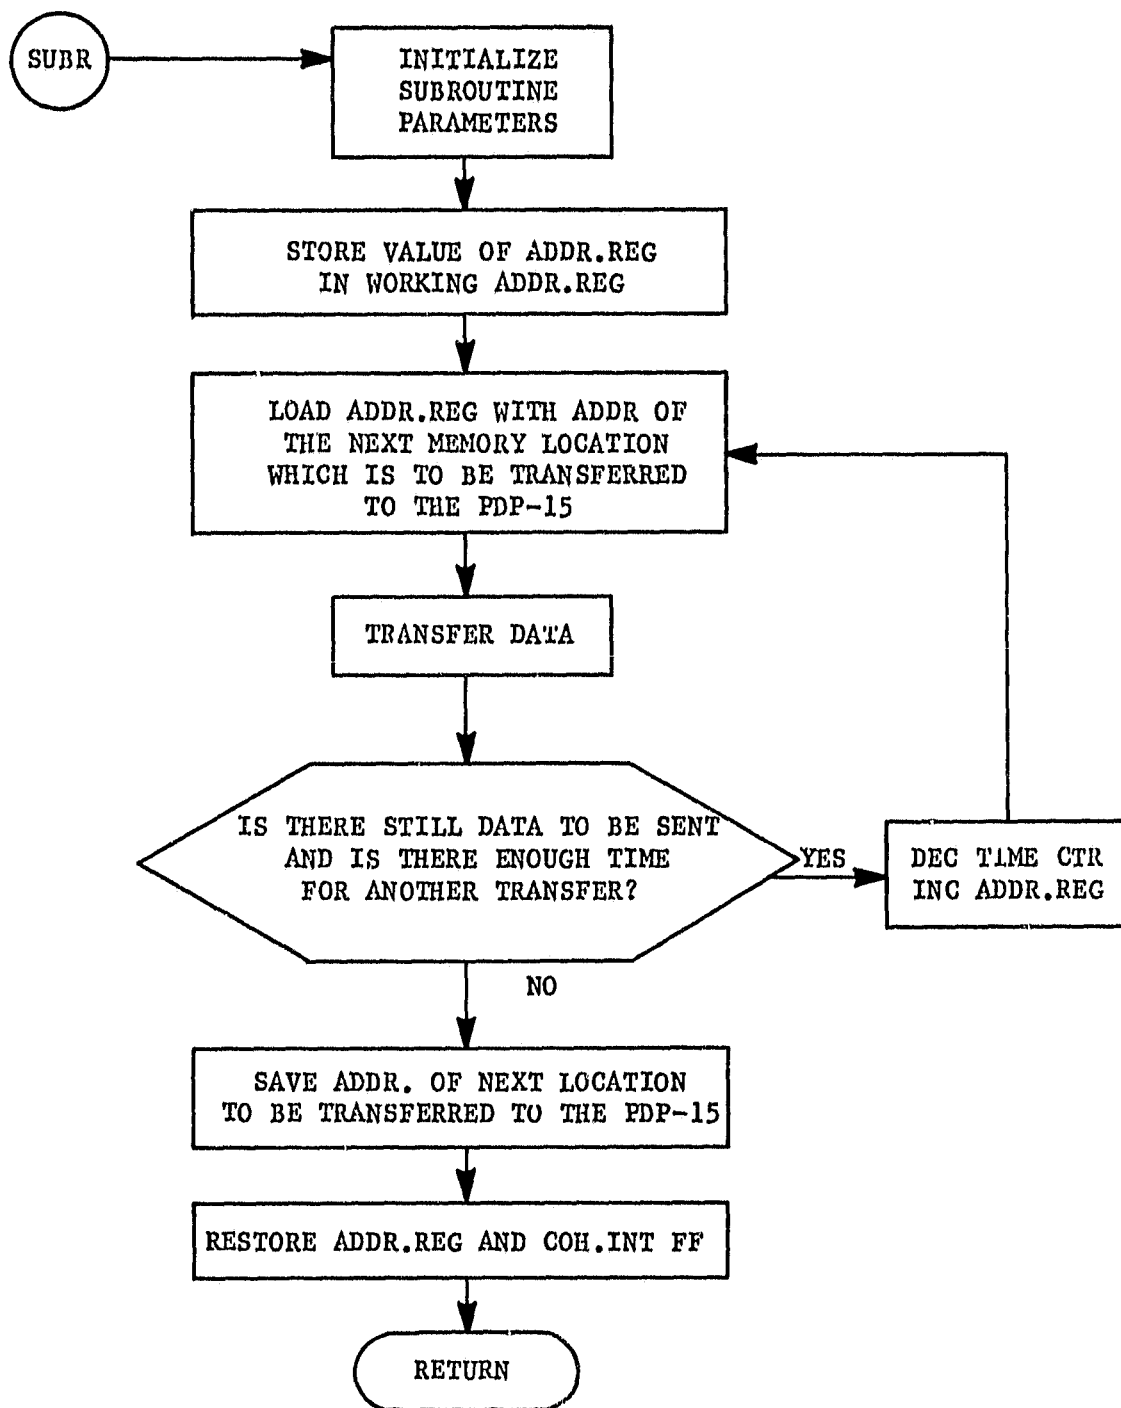 SUBR
INITIALIZE
SUBROUTINE
PARAMETERS
STORE VALUE OF ADDR.REG
IN WORKING ADDR.REG
LOAD ADDR.REG WITH ADDR OF
THE NEXT MEMORY LOCATION
WHICH IS TO BE TRANSFERRED
TO THE PDP-15
TRANSFER DATA
IS THERE STILL DATA TO BE SENT
AND IS THERE ENOUGH TIME
FOR ANOTHER TRANSFER?
YES
DEC TIME CTR
INC ADDR.REG
NO
SAVE ADDR. OF NEXT LOCATION
TO BE TRANSFERRED TO THE PDP-15
RESTORE ADDR.REG AND COH.INT FF
RETURN